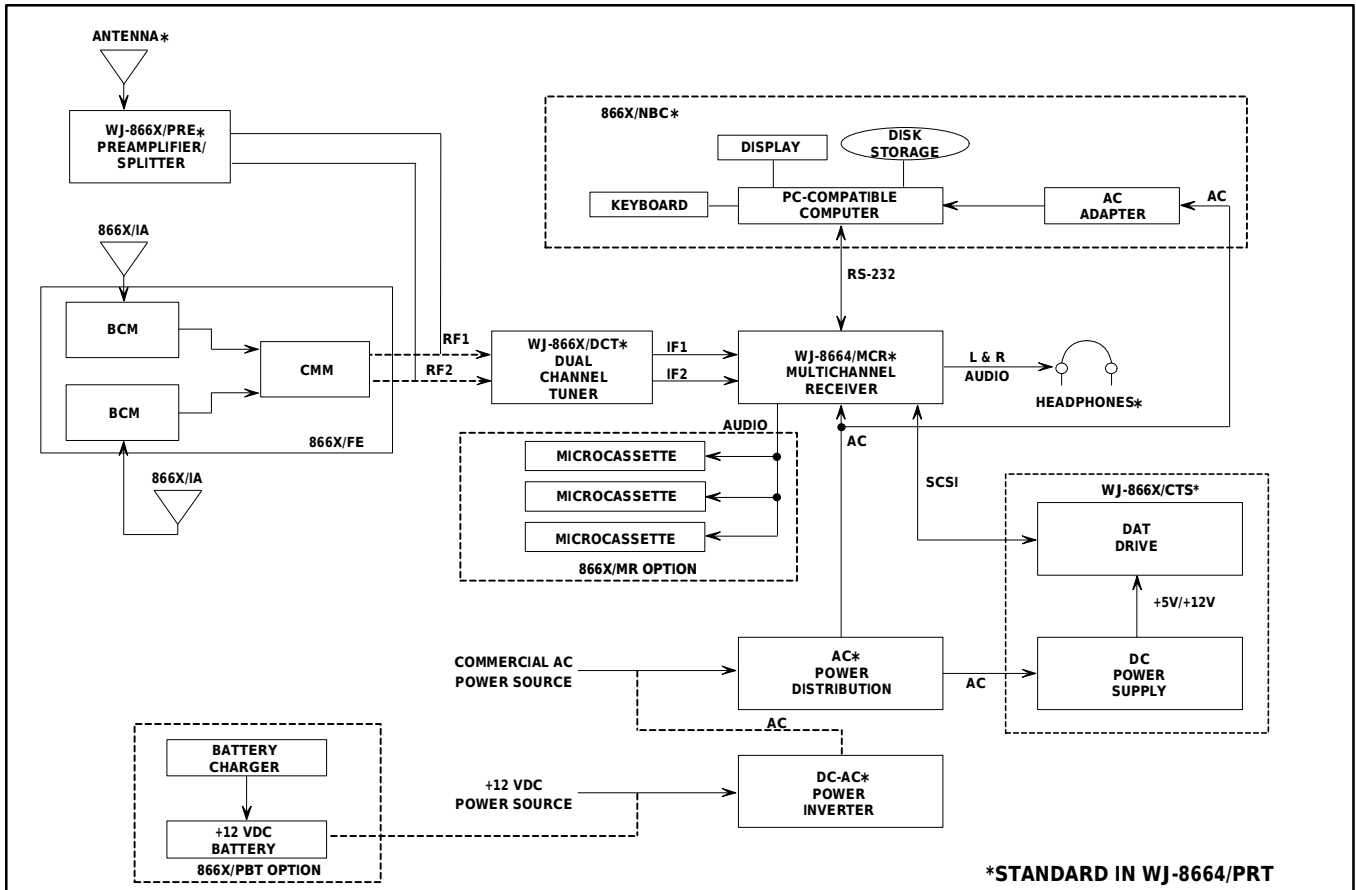 ANTENNA*
WJ-866X/PRE*
PREAMPLIFIER/
SPLITTER
866X/IA
BCM
BCM
CMM
866X/FE
866X/IA
RF1
RF2
WJ-866X/DCT*
DUAL
CHANNEL
TUNER
IF1
IF2
866X/NBC*
DISPLAY
DISK
STORAGE
KEYBOARD
PC-COMPATIBLE
COMPUTER
AC
ADAPTER
AC
RS-232
WJ-8664/MCR*
MULTICHANNEL
RECEIVER
L & R
AUDIO
HEADPHONES*
AUDIO
AC
MICROCASSETTE
MICROCASSETTE
MICROCASSETTE
866X/MR OPTION
SCSI
WJ-866X/CTS*
DAT
DRIVE
+5V/+12V
DC
POWER
SUPPLY
COMMERCIAL AC
POWER SOURCE
AC*
POWER
DISTRIBUTION
AC
AC
BATTERY
CHARGER
+12 VDC
BATTERY
866X/PBT OPTION
+12 VDC
POWER SOURCE
DC-AC*
POWER
INVERTER
*STANDARD IN WJ-8664/PRT